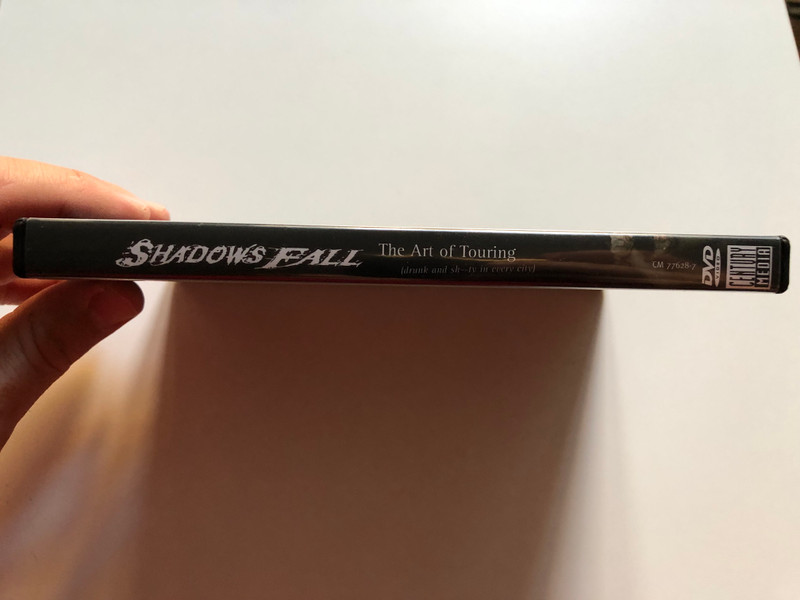 SHADOWS FALL The Art of Touring
(drunk and sh--ty in every city)
CM 77628-7
DVD
VIDEO
CENTURY
MEDIA